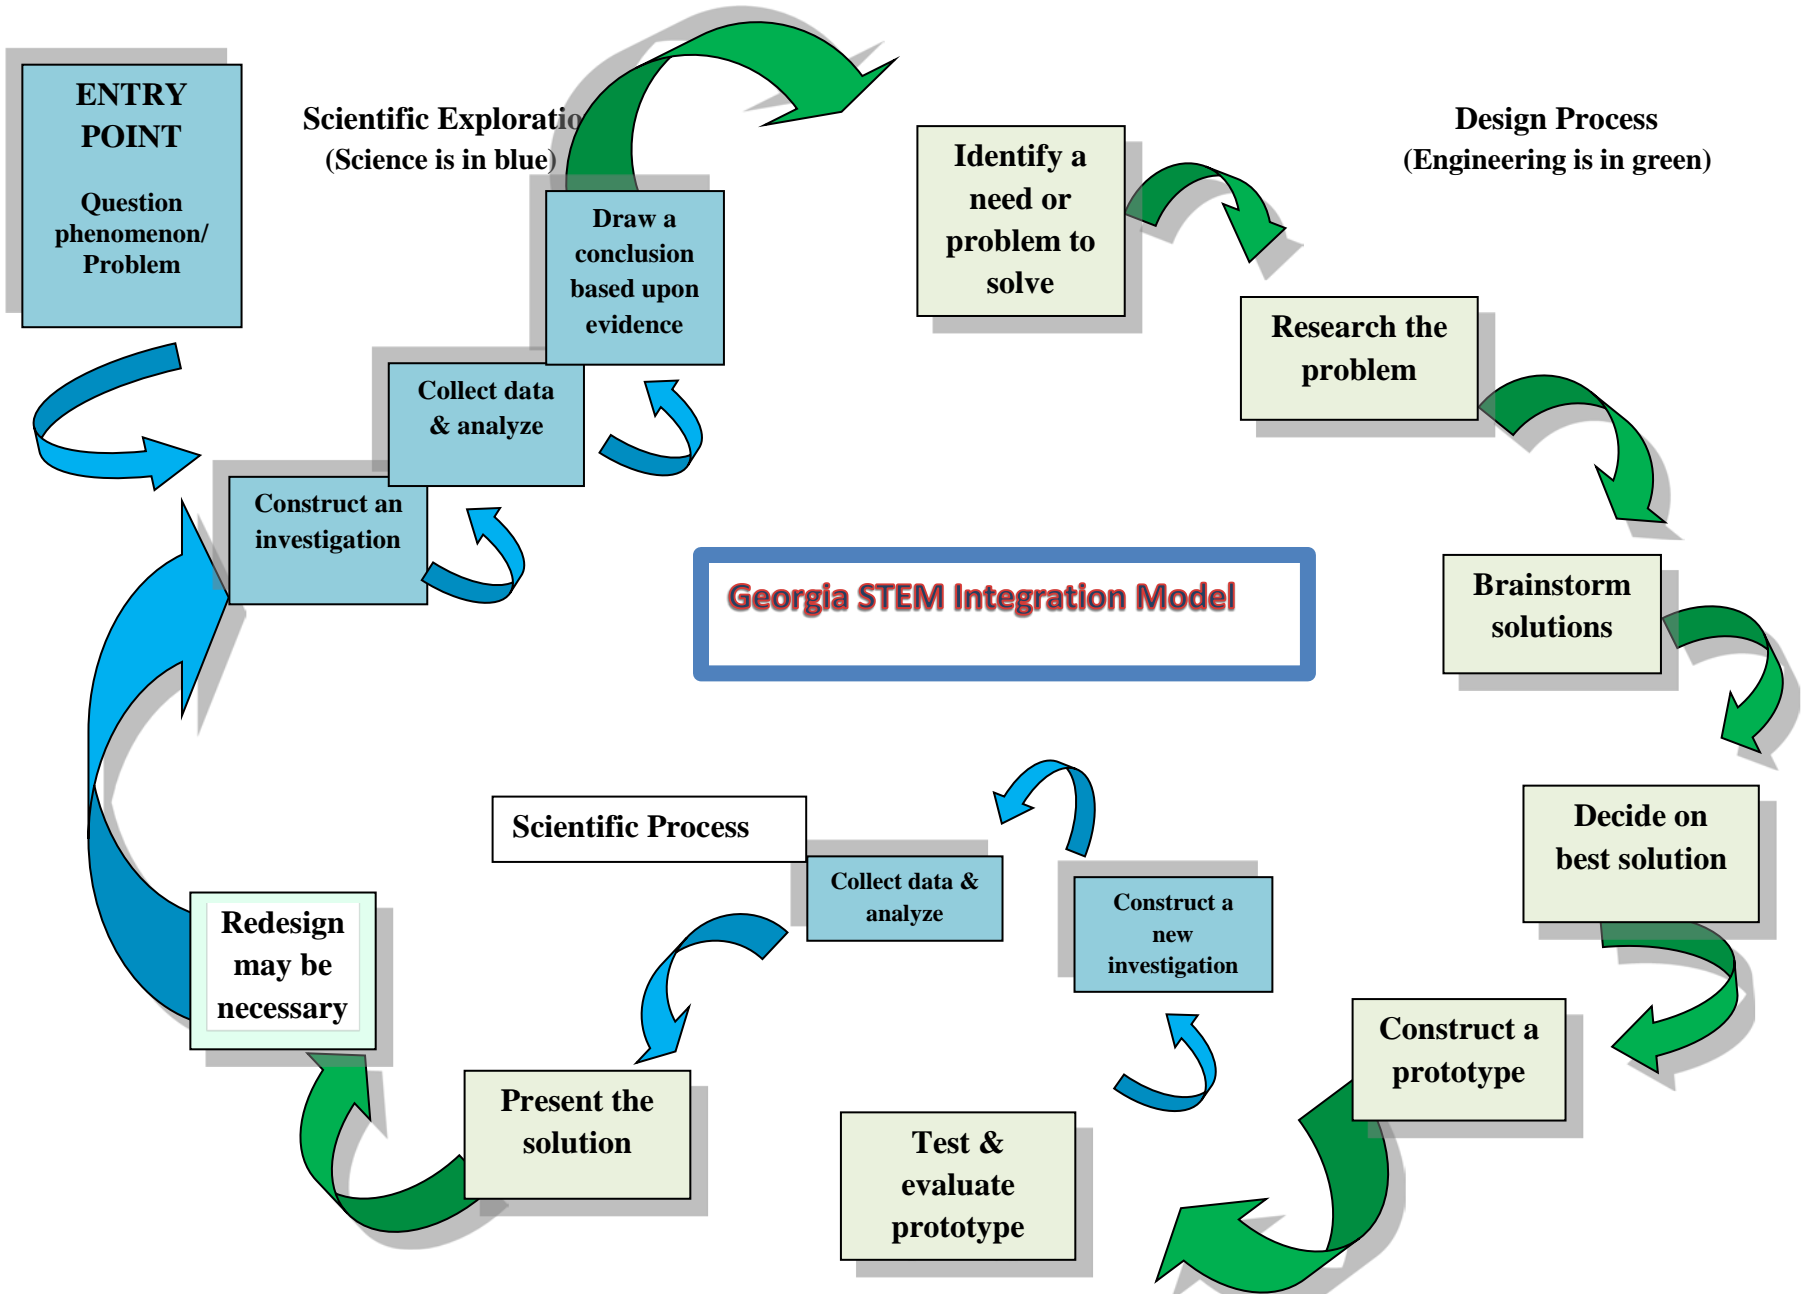 ENTRY
POINT
Question
phenomenon/
Problem
Scientific Exploratio
(Science is in blue)
Draw a
conclusion
based upon
evidence
Collect data
& analyze
Construct an
investigation
Design Process
(Engineering is in green)
Identify a
need or
problem to
solve
Research the
problem
Brainstorm
solutions
Decide on
best solution
Construct a
prototype
Test &
evaluate
prototype
Construct a
new
investigation
Collect data &
analyze
Scientific Process
Present the
solution
Redesign
may be
necessary
Georgia STEM Integration Model